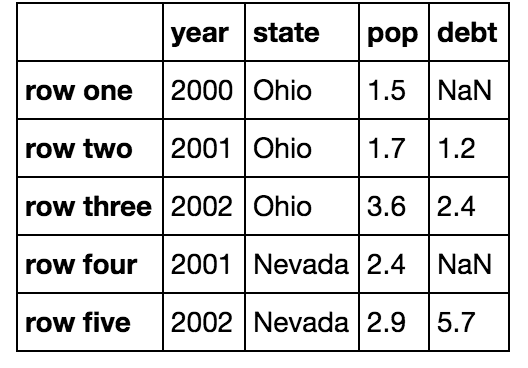 year state pop debt
row one 2000 Ohio 1.5 NaN
row two 2001 Ohio 1.7 1.2
row three 2002 Ohio 3.6 2.4
row four 2001 Nevada 2.4 NaN
row five 2002 Nevada 2.9 5.7